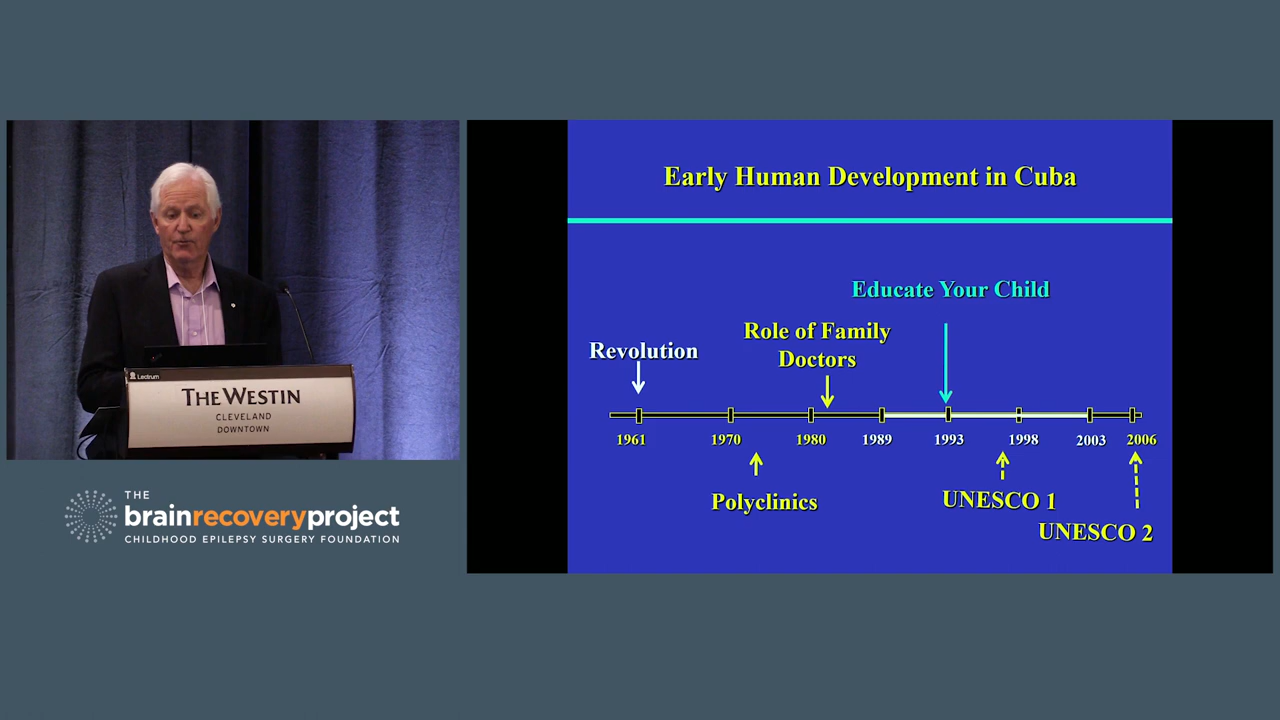 Lectrum
THE WESTIN
CLEVELAND
DOWNTOWN
THE
brainrecoveryproject
CHILDHOOD EPILEPSY SURGERY FOUNDATION
Early Human Development in Cuba
Educate Your Child
Role of Family
Doctors
Revolution
1961 1970 1980 1989 1993 1998 2003 2006
Polyclinics
UNESCO 1
UNESCO 2